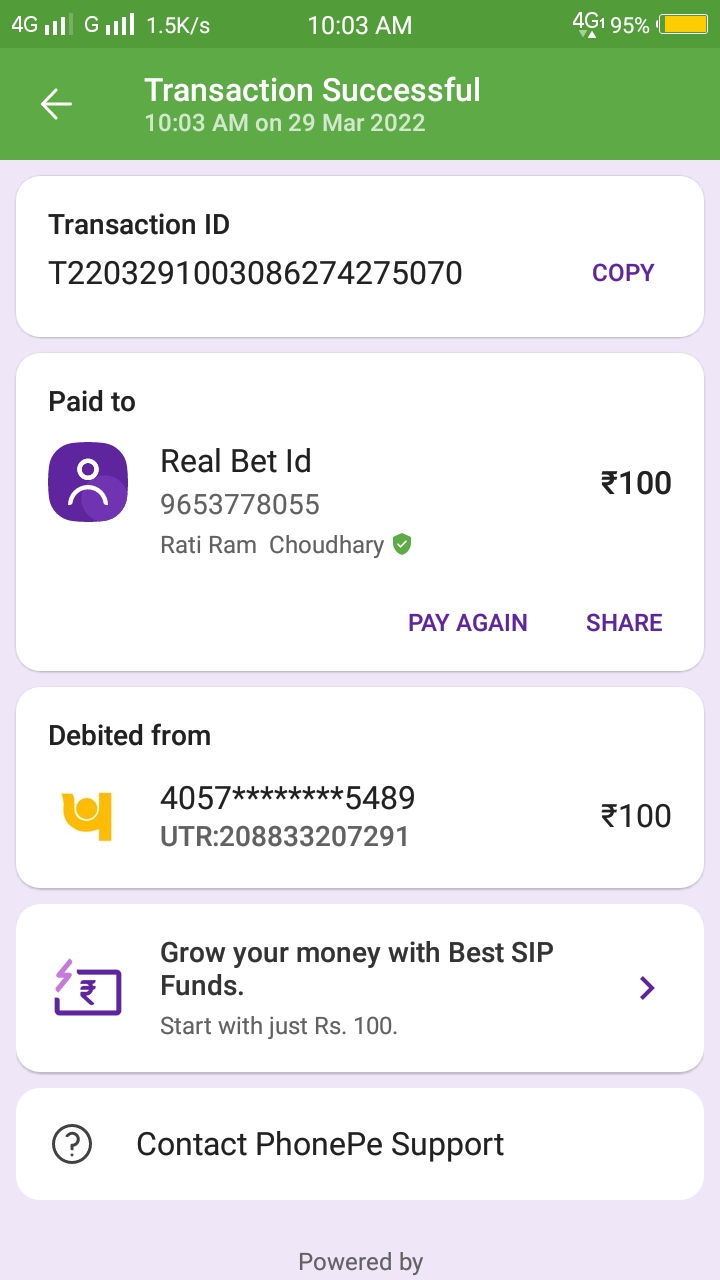 4G G 1.5K/s 10:03 AM 4G1 95%
Transaction Successful
10:03 AM on 29 Mar 2022
Transaction ID
T2203291003086274275070 COPY
Paid to
Real Bet Id
9653778055 ₹100
Rati Ram Choudhary
PAY AGAIN SHARE
Debited from
4057********5489 ₹100
UTR:208833207291
Grow your money with Best SIP
Funds.
Start with just Rs. 100.
Contact PhonePe Support
Powered by